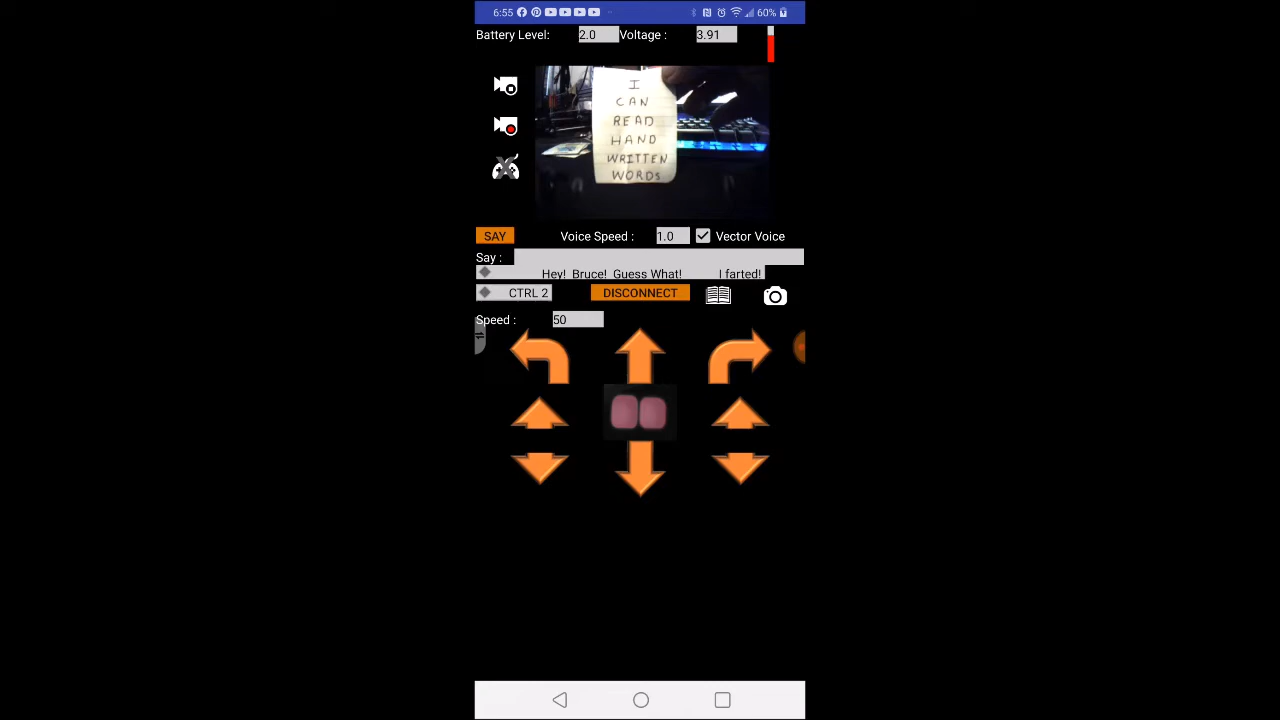 6:55 60%
Battery Level: 2.0 Voltage : 3.91
I
CAN
READ
HAND
WRITTEN
WORDS
SAY Voice Speed : 1.0 Vector Voice
Say :
Hey! Bruce! Guess What! I farted!
CTRL 2 DISCONNECT
Speed : 50